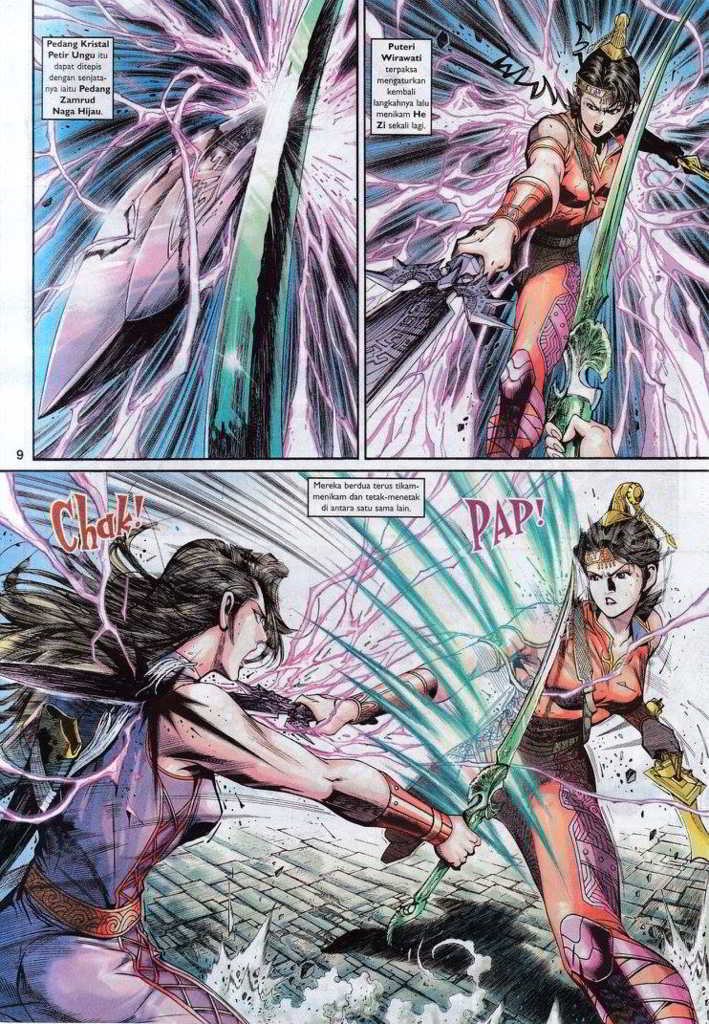 Pedang Kristal
Petir Ungu itu
dapat ditepis
dengan senjata-
nya iaitu Pedang
Zamrud
Naga Hijau.
Puteri
Wirawati
terpaksa
mengaturkan
kembali
langkahnya lalu
menikam He
Zi sekali lagi.
9
Mereka berdua terus tikam-
menikam dan tetak-menetak
di antara satu sama lain.
Chak!
PAP!